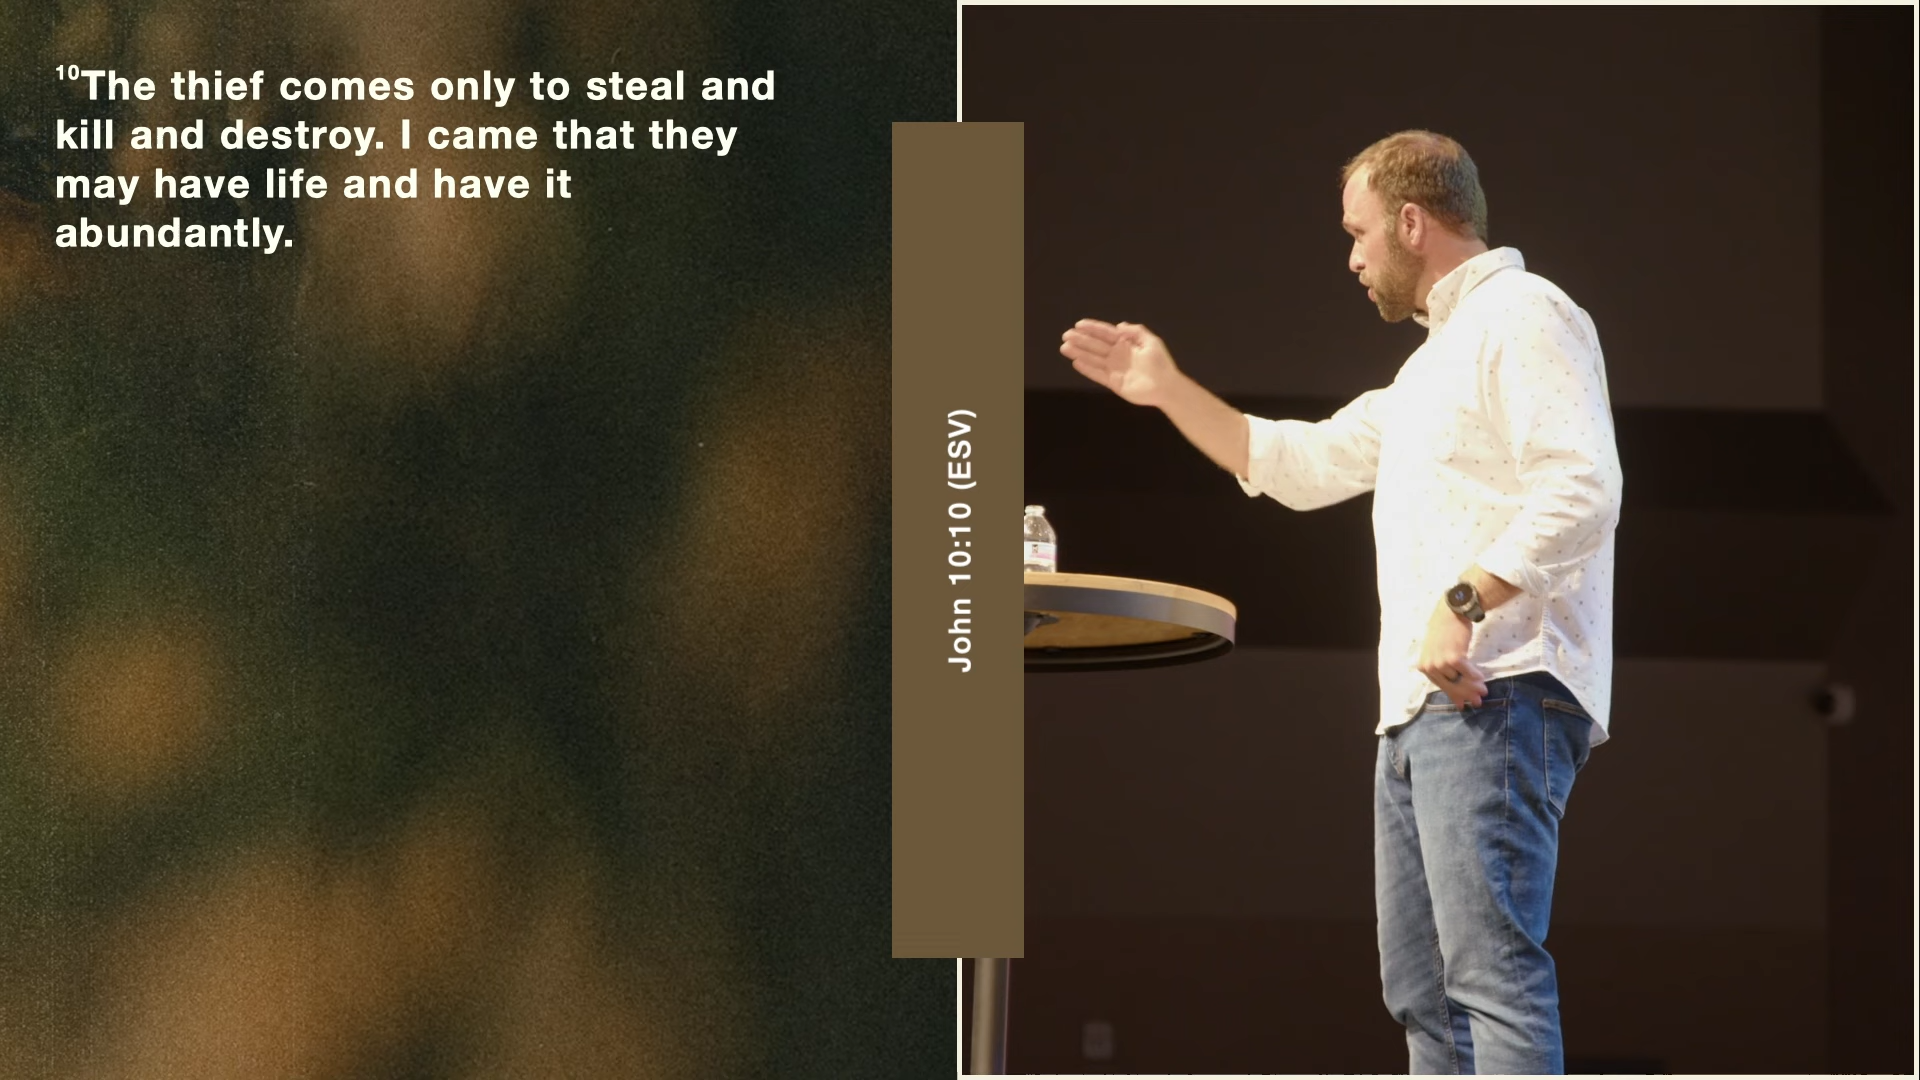 10The thief comes only to steal and
kill and destroy. I came that they
may have life and have it
abundantly.
John 10:10 (ESV)